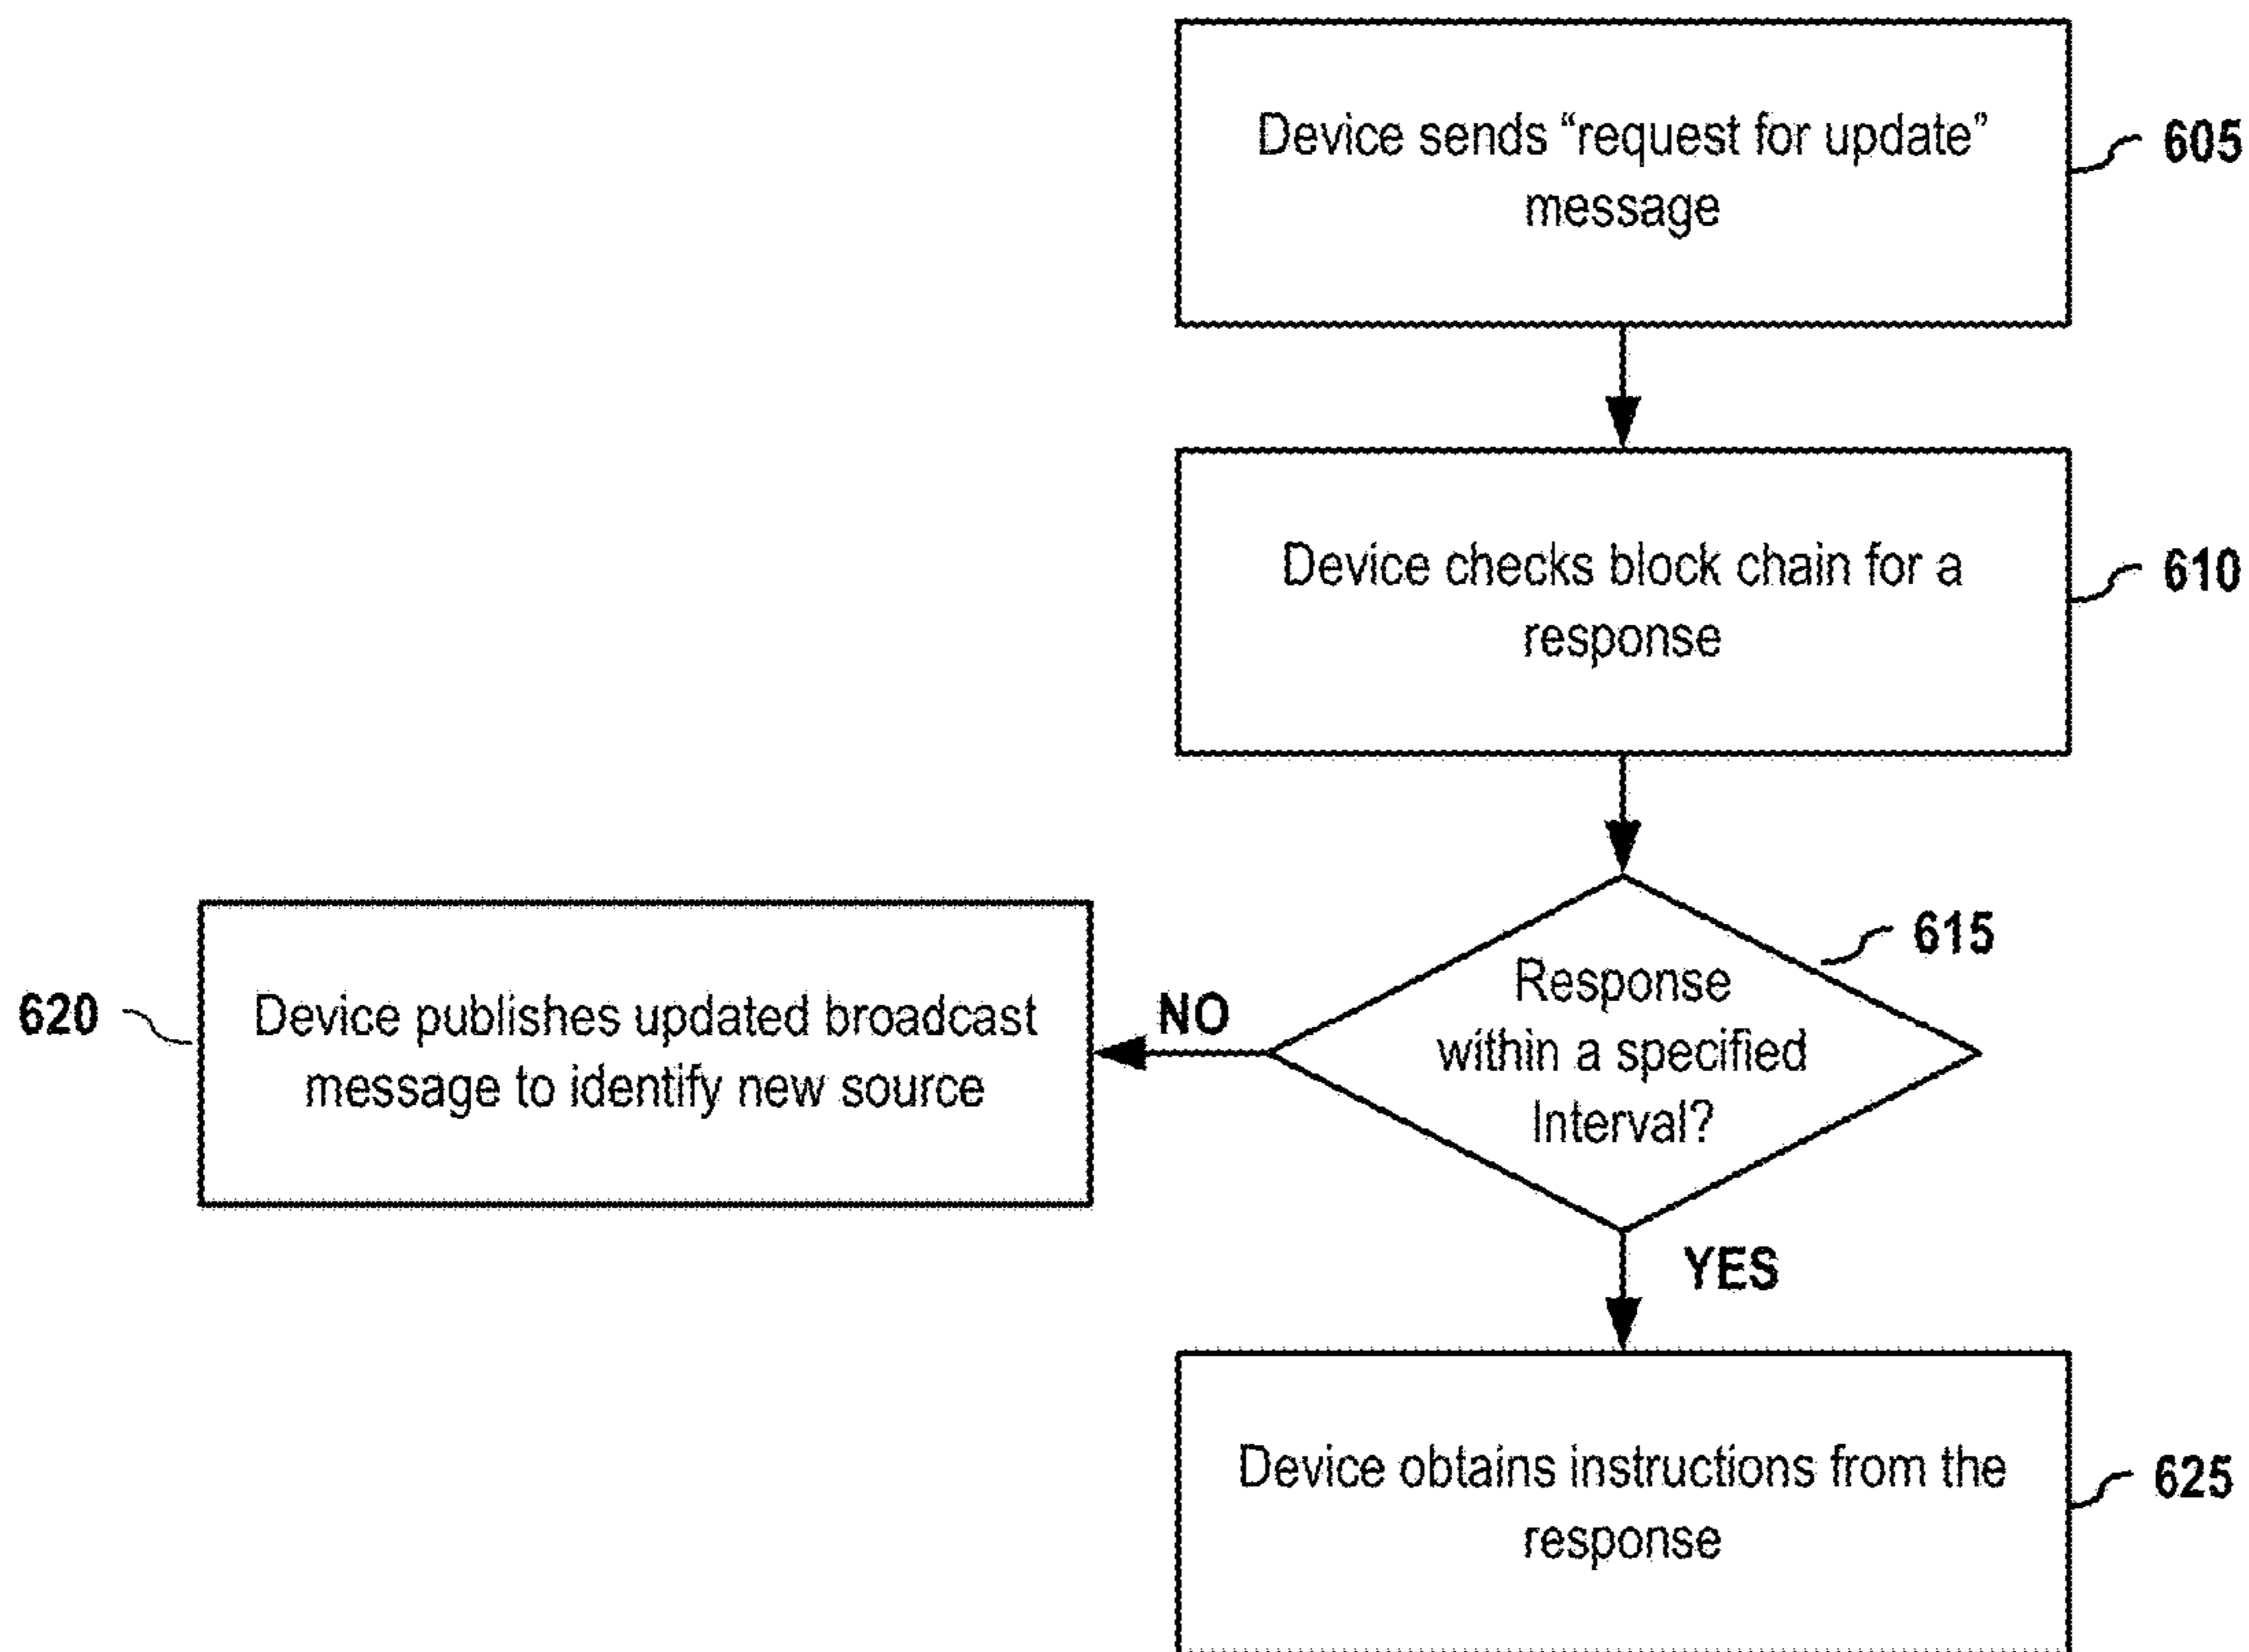 Device sends “request for update”
message
605
Device checks block chain for a
response
610
615
Response
within a specified
Interval?
NO
620
Device publishes updated broadcast
message to identify new source
YES
Device obtains instructions from the
response
625